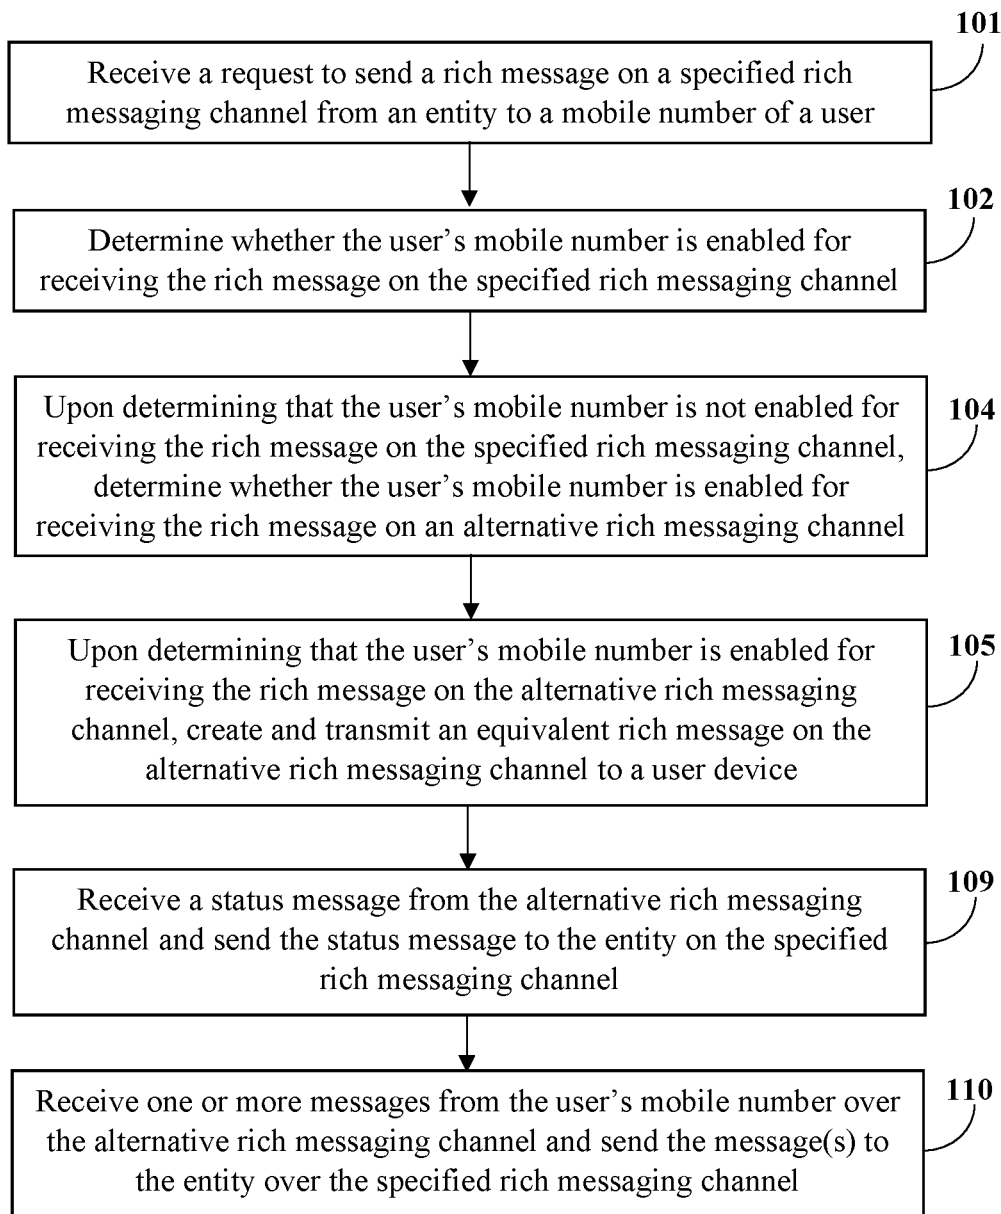 101
Receive a request to send a rich message on a specified rich
messaging channel from an entity to a mobile number of a user
102
Determine whether the user's mobile number is enabled for
receiving the rich message on the specified rich messaging channel
104
Upon determining that the user's mobile number is not enabled for
receiving the rich message on the specified rich messaging channel,
determine whether the user's mobile number is enabled for
receiving the rich message on an alternative rich messaging channel
105
Upon determining that the user's mobile number is enabled for
receiving the rich message on the alternative rich messaging
channel, create and transmit an equivalent rich message on the
alternative rich messaging channel to a user device
109
Receive a status message from the alternative rich messaging
channel and send the status message to the entity on the specified
rich messaging channel
110
Receive one or more messages from the user's mobile number over
the alternative rich messaging channel and send the message(s) to
the entity over the specified rich messaging channel